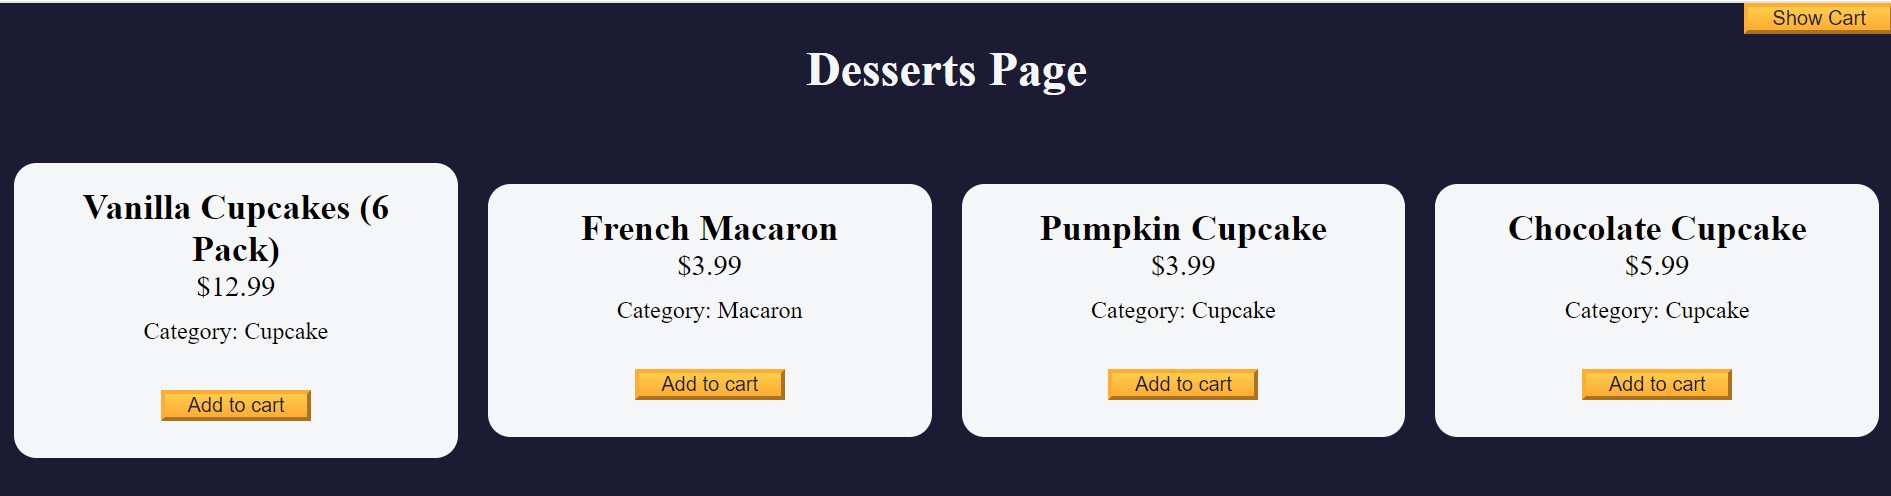 Show Cart
Desserts Page
Vanilla Cupcakes (6
Pack)
$12.99
Category: Cupcake
Add to cart
French Macaron
$3.99
Category: Macaron
Add to cart
Pumpkin Cupcake
$3.99
Category: Cupcake
Add to cart
Chocolate Cupcake
$5.99
Category: Cupcake
Add to cart